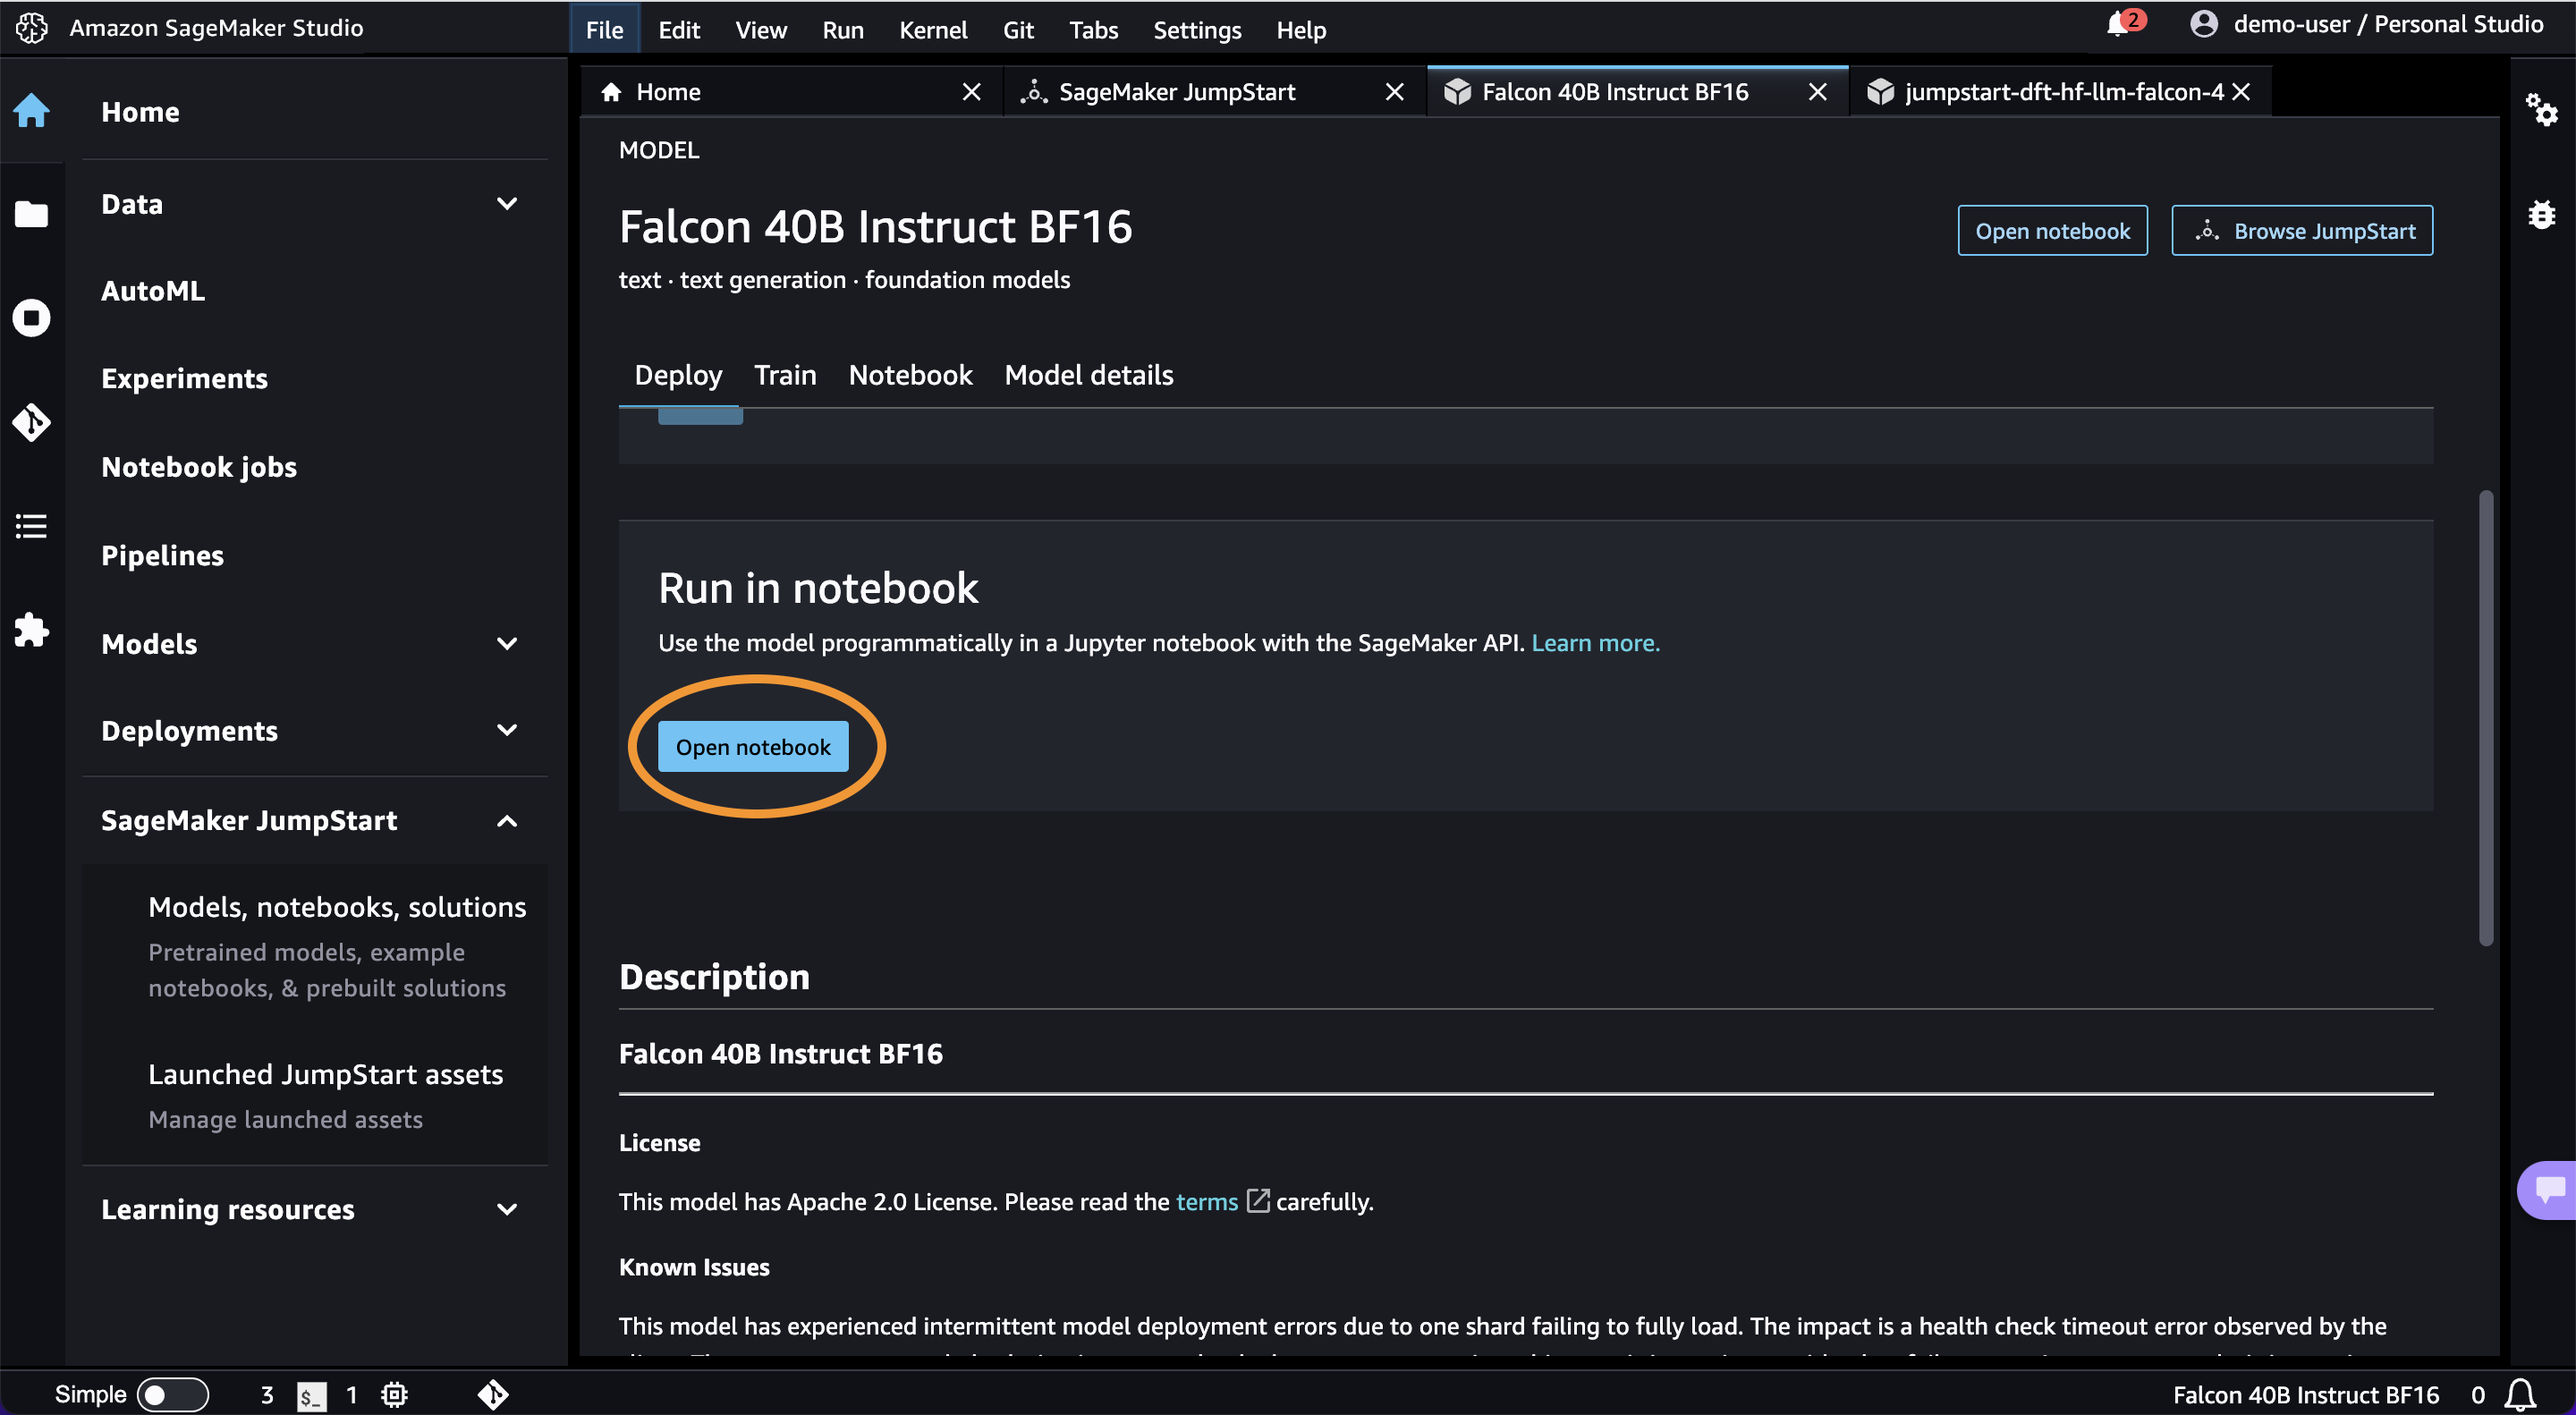 Amazon SageMaker Studio
File Edit View Run Kernel Git Tabs Settings Help
2
demo-user / Personal Studio
Home
Data
AutoML
Experiments
Notebook jobs
Pipelines
Models
Deployments
SageMaker JumpStart
Models, notebooks, solutions
Pretrained models, example
notebooks, & prebuilt solutions
Launched JumpStart assets
Manage launched assets
Learning resources
Home
SageMaker JumpStart
Falcon 40B Instruct BF16
jumpstart-dft-hf-llm-falcon-4
MODEL
Falcon 40B Instruct BF16
Open notebook
Browse JumpStart
text · text generation · foundation models
Deploy Train Notebook Model details
Run in notebook
Use the model programmatically in a Jupyter notebook with the SageMaker API. Learn more.
Open notebook
Description
Falcon 40B Instruct BF16
License
This model has Apache 2.0 License. Please read the terms carefully.
Known Issues
This model has experienced intermittent model deployment errors due to one shard failing to fully load. The impact is a health check timeout error observed by the
Simple
3
$_
1
Falcon 40B Instruct BF16
0